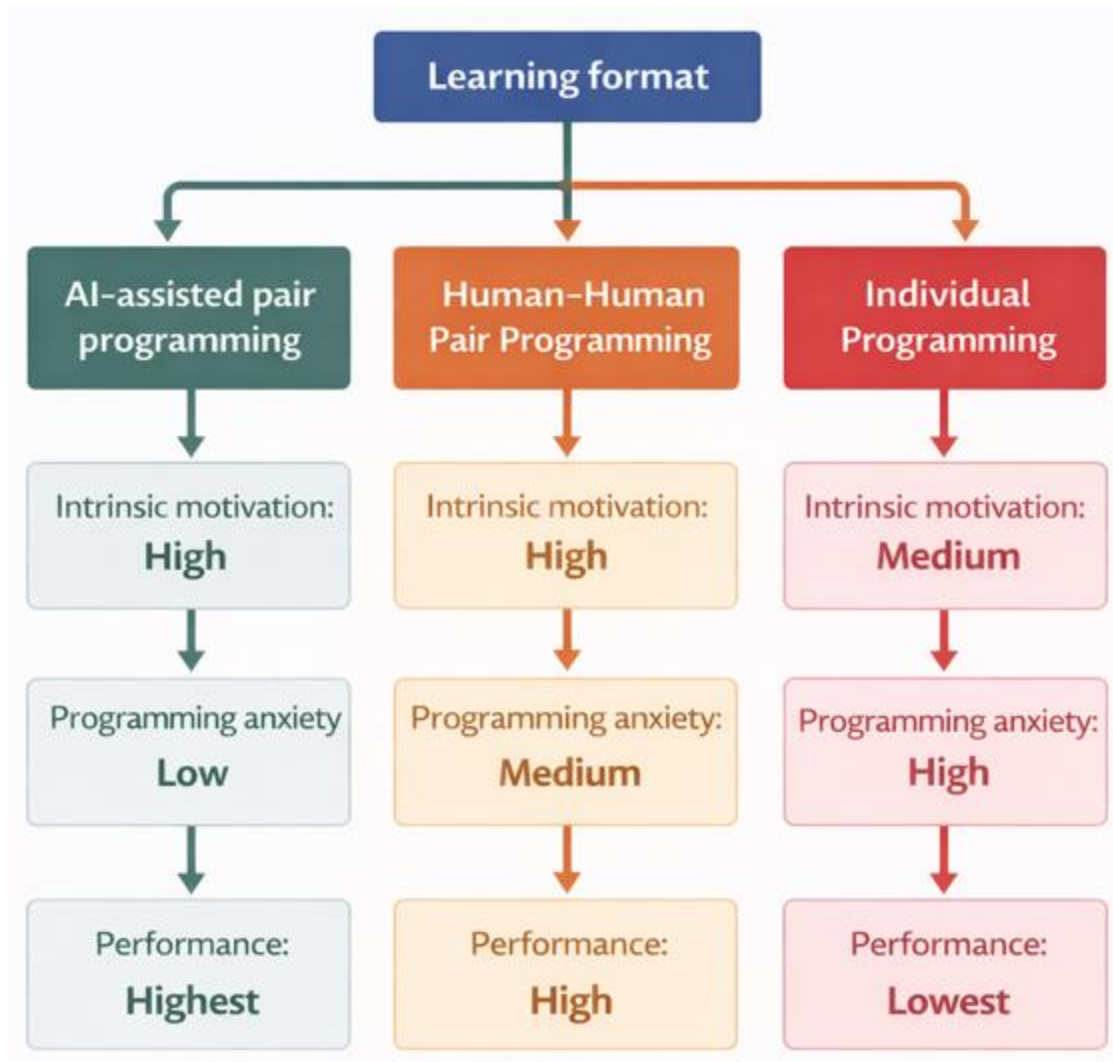 Learning format
AI-assisted pair
programming
Human-Human
Pair Programming
Individual
Programming
Intrinsic motivation:
High
Intrinsic motivation:
High
Intrinsic motivation:
Medium
Programming anxiety
Low
Programming anxiety:
Medium
Programming anxiety:
High
Performance:
Highest
Performance:
High
Performance:
Lowest